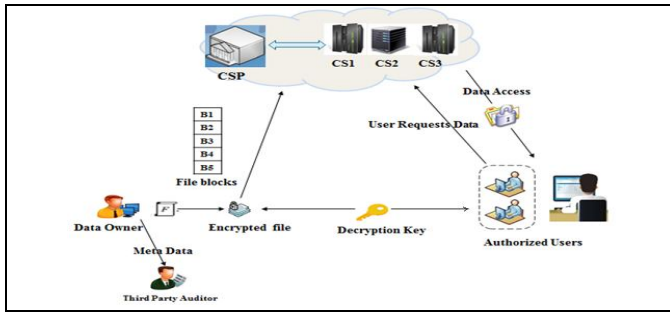 CSP
CS1 CS2 CS3
Data Access
B1
B2
B3
B4
B5
User Requests Data
File blocks
F
Data Owner
Encrypted file
Decryption Key
Authorized Users
Meta Data
Third Party Auditor